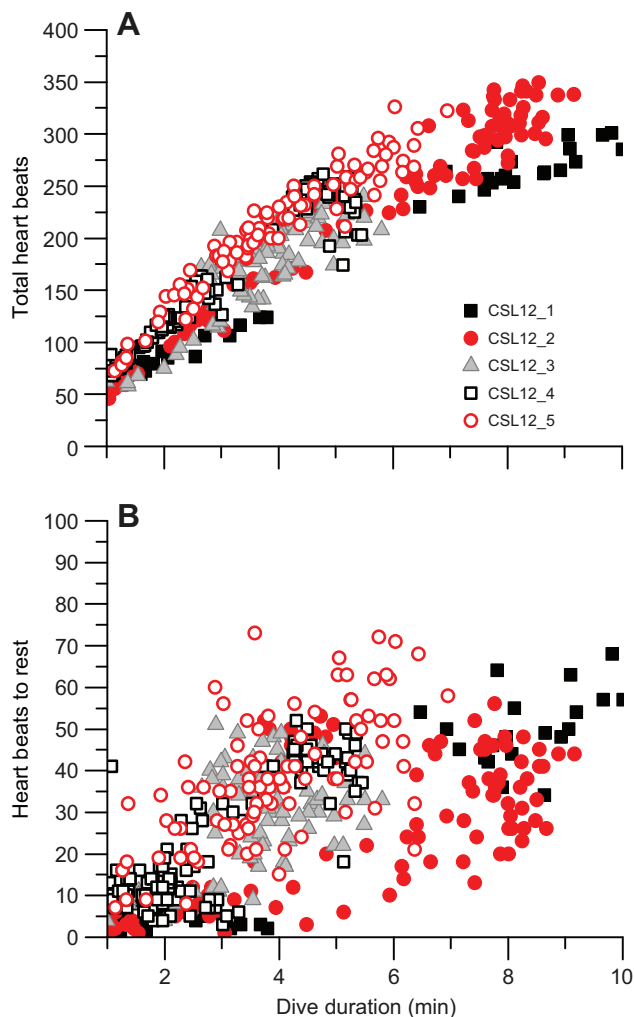 A
400
350
300
250
200
150
100
50
0
Total heart beats
CSL12_1
CSL12_2
CSL12_3
CSL12_4
CSL12_5
B
100
90
80
70
60
50
40
30
20
10
0
Heart beats to rest
2 4 6 8 10
Dive duration (min)